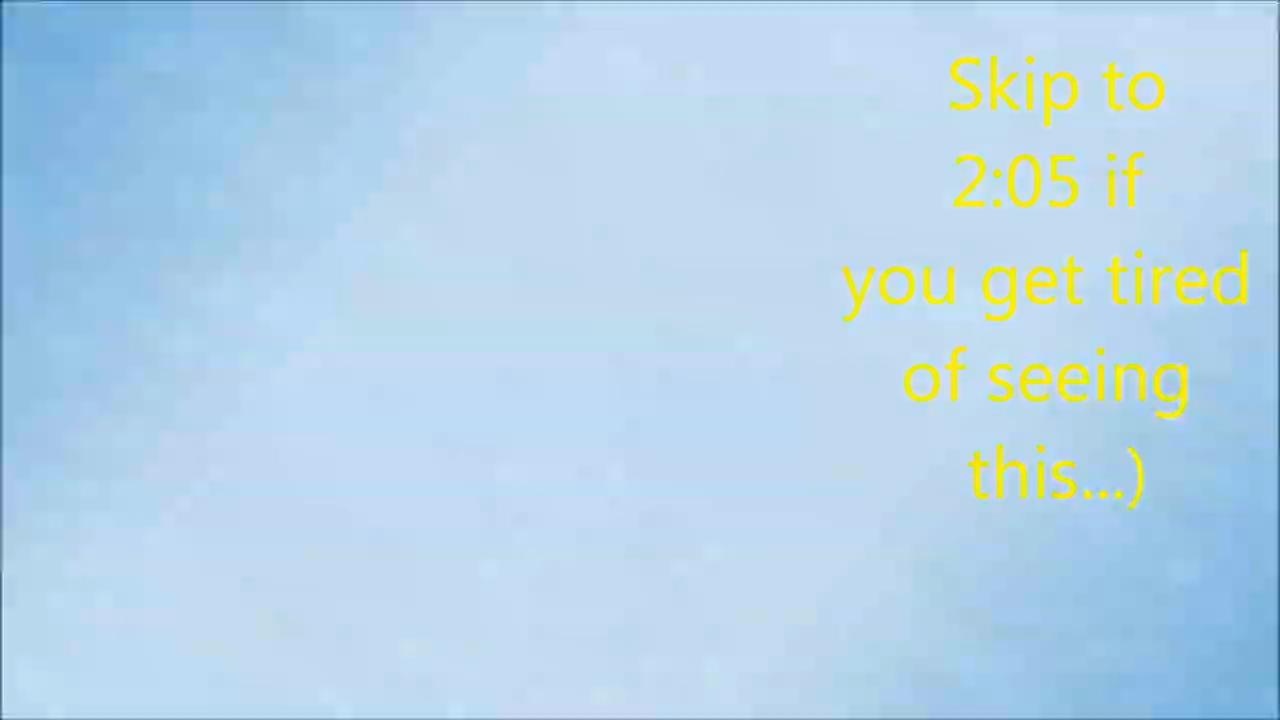 Skip to
2:05 if
you get tired
of seeing
this...)